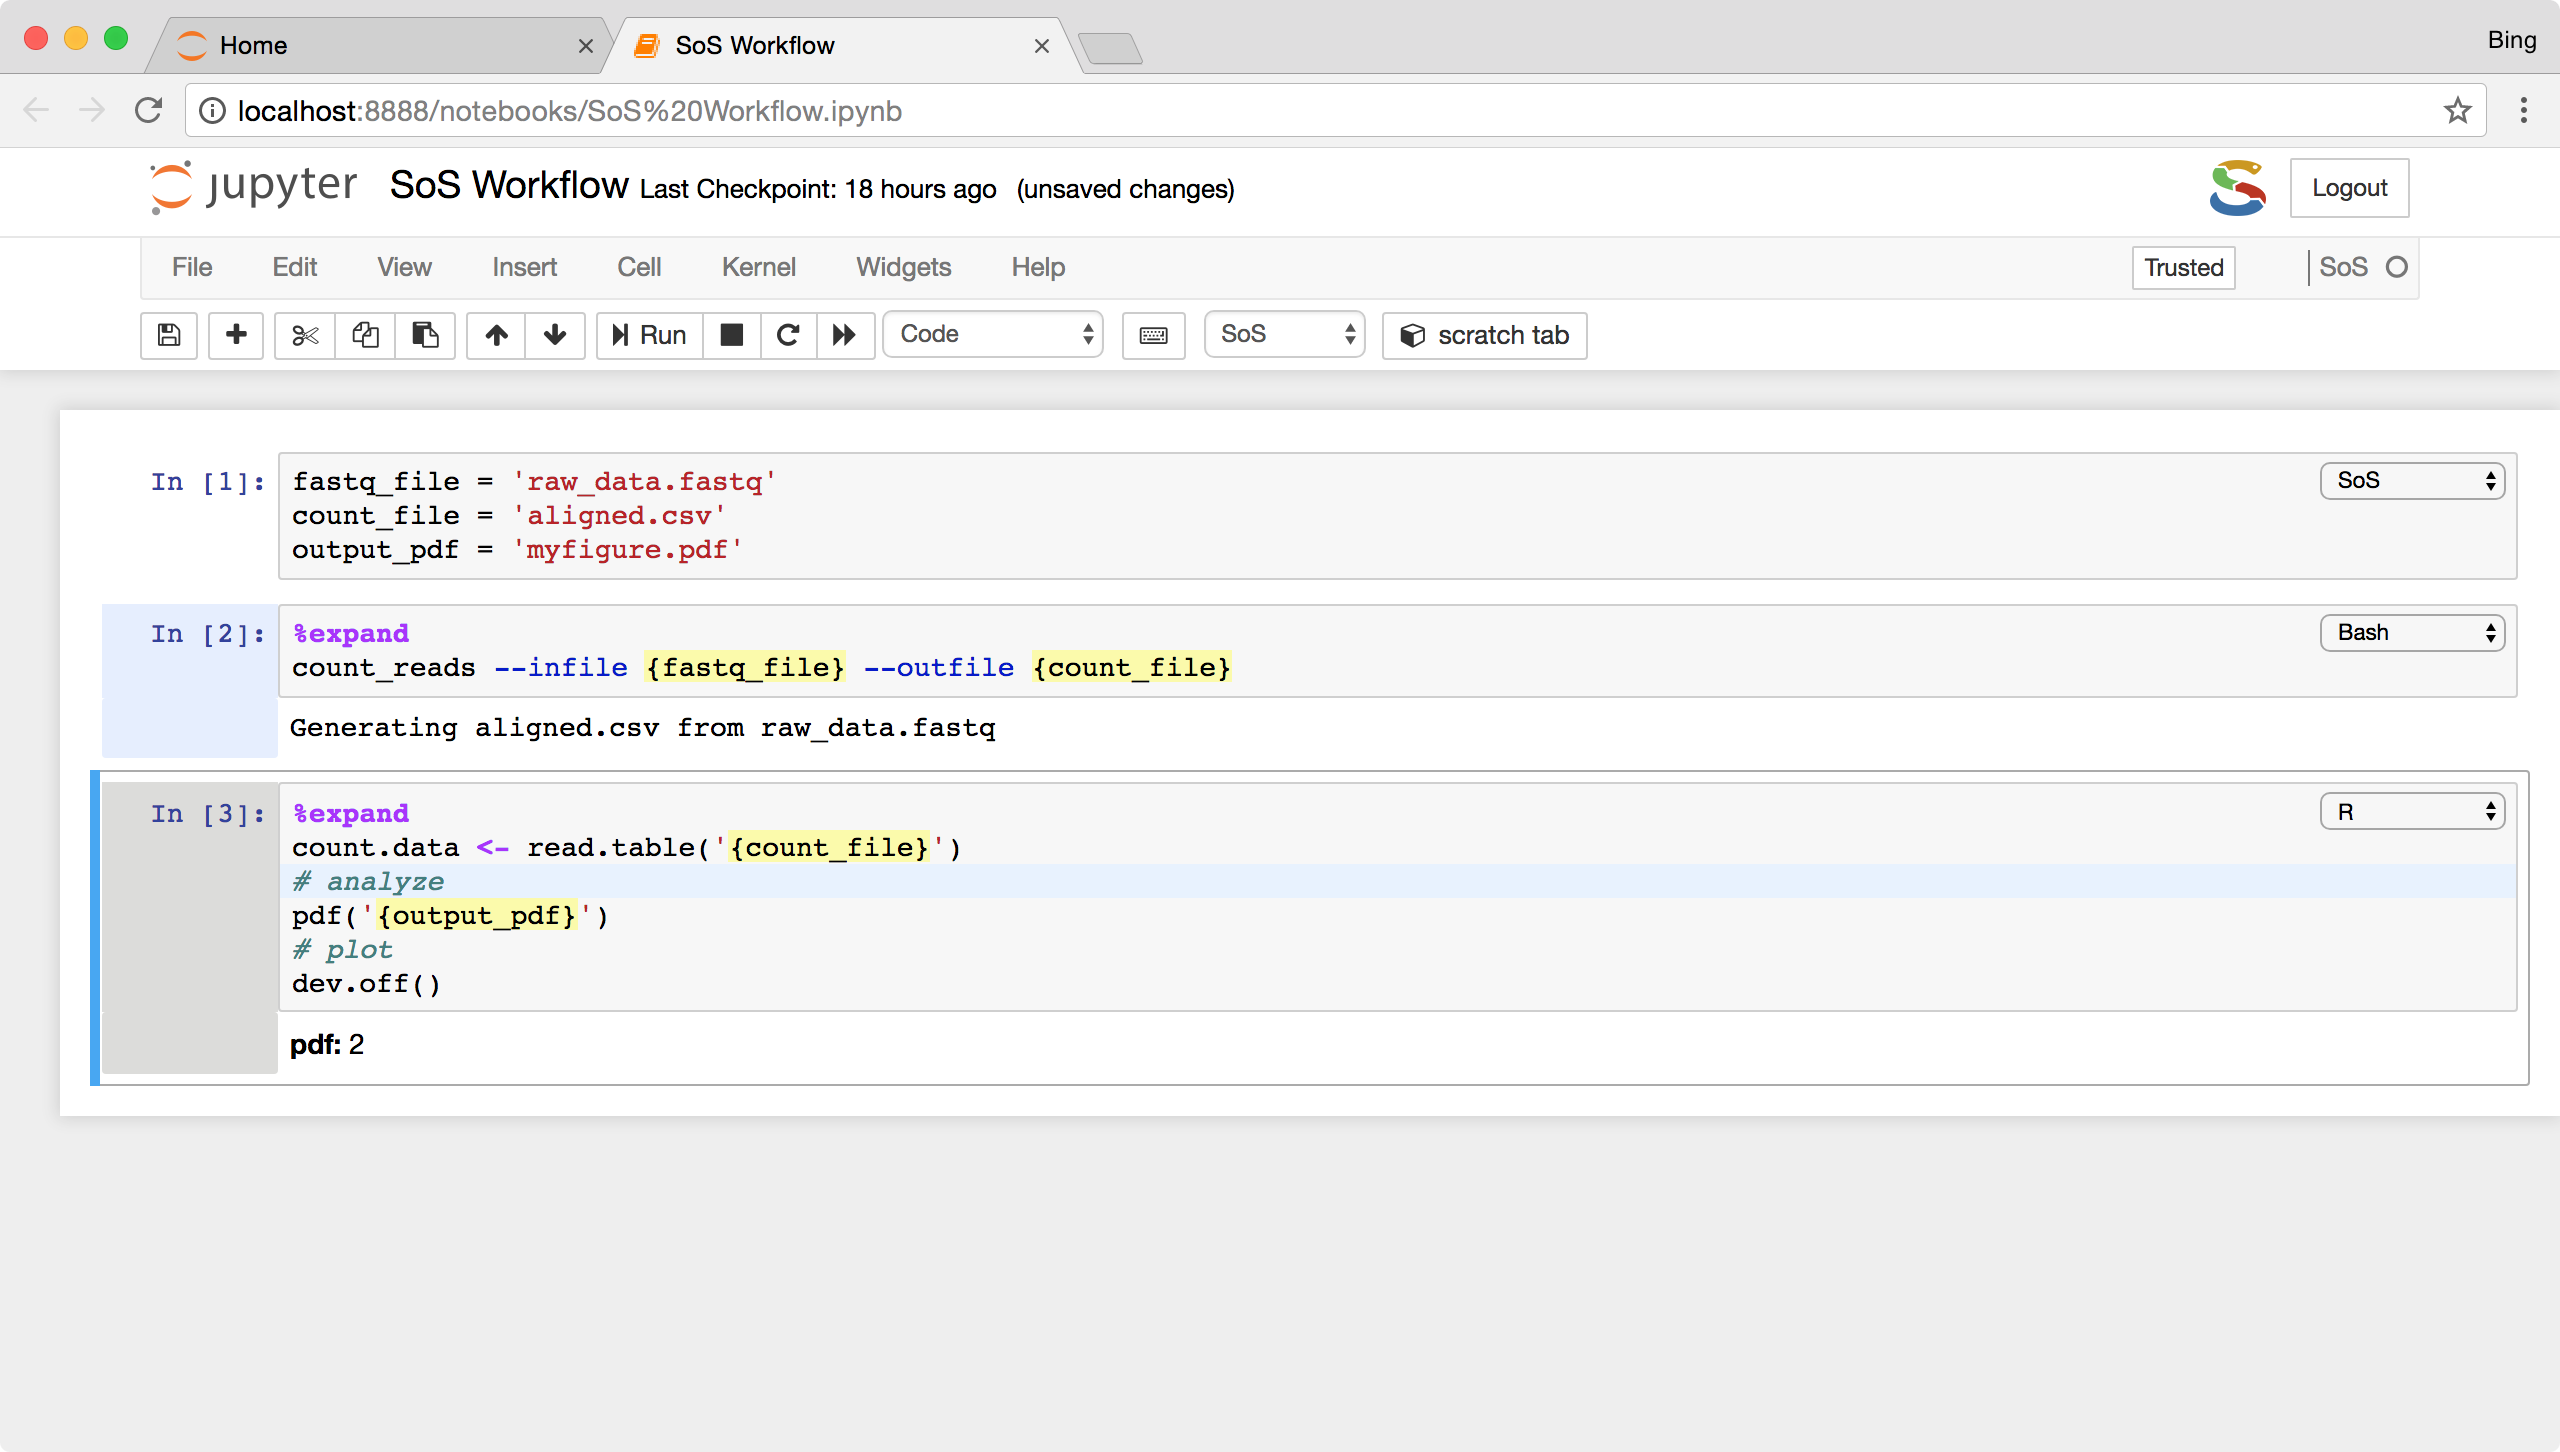 Home
SoS Workflow
Bing
localhost:8888/notebooks/SoS%20Workflow.ipynb
jupyter SoS Workflow Last Checkpoint: 18 hours ago (unsaved changes) Logout
File Edit View Insert Cell Kernel Widgets Help Trusted SoS
Run Code SoS scratch tab
In [1]: fastq_file = 'raw_data.fastq' SoS
count_file = 'aligned.csv'
output_pdf = 'myfigure.pdf'
In [2]: %expand Bash
count_reads --infile {fastq_file} --outfile {count_file}
Generating aligned.csv from raw_data.fastq
In [3]: %expand R
count.data <- read.table('{count_file}')
# analyze
pdf('{output_pdf}')
# plot
dev.off()
pdf: 2